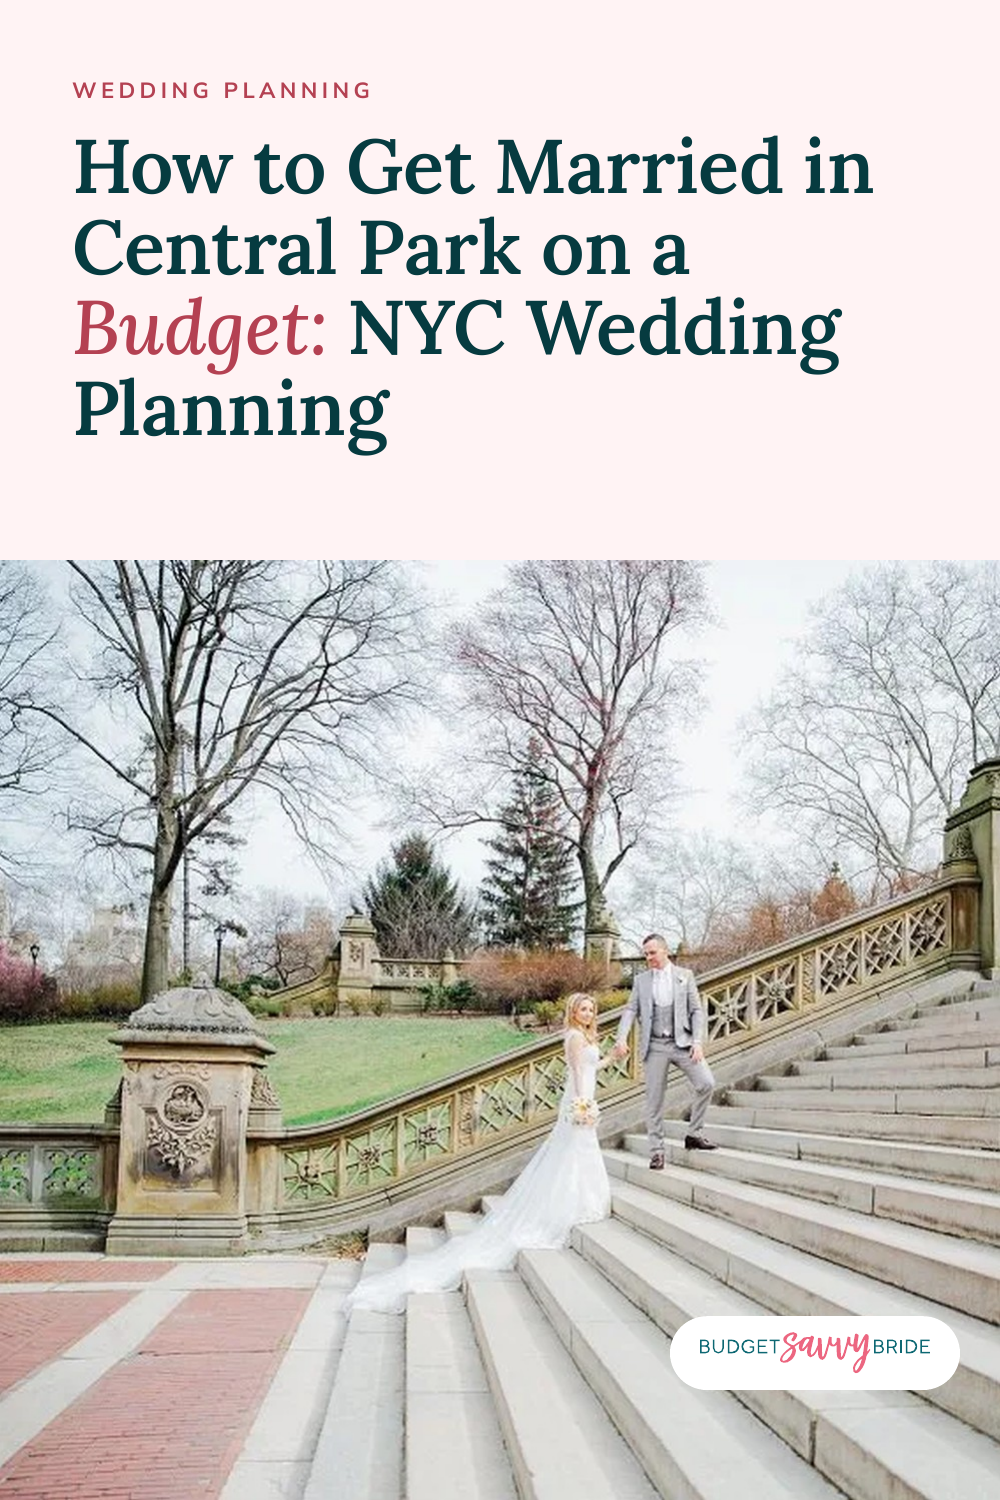 WEDDING PLANNING
How to Get Married in
Central Park on a
Budget: NYC Wedding
Planning
BUDGETsavvyBRIDE